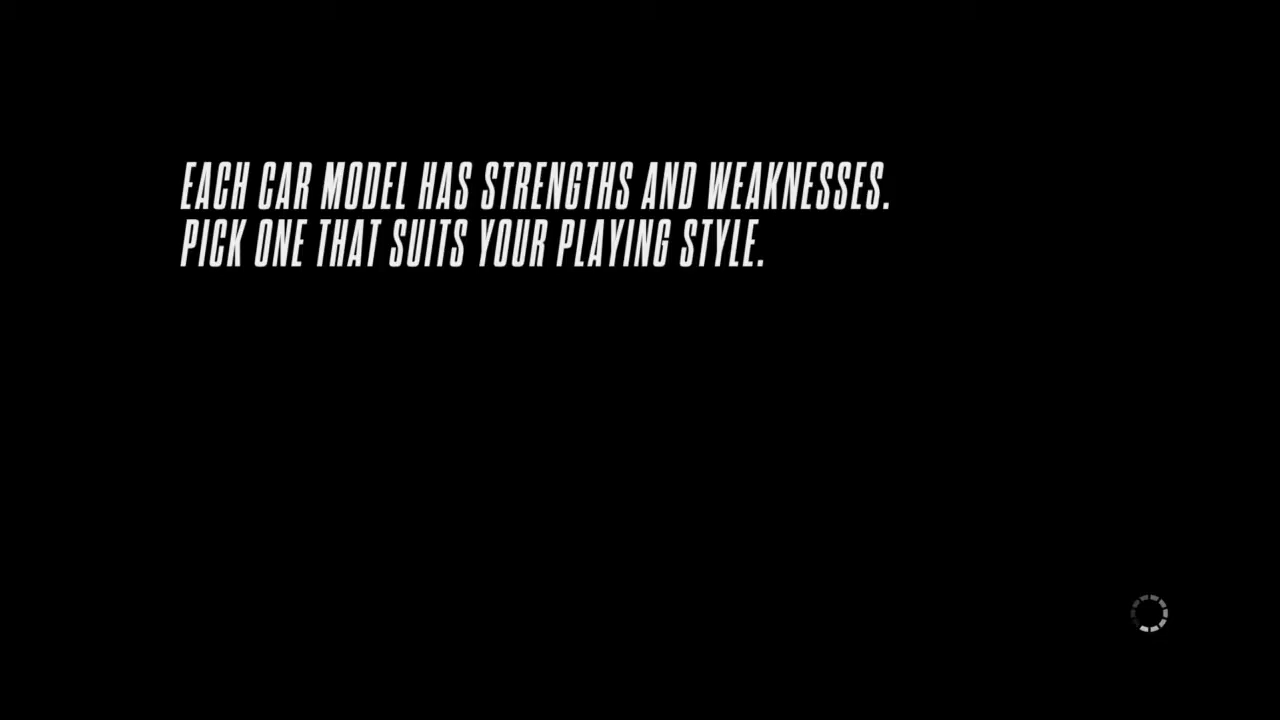 EACH CAR MODEL HAS STRENGTHS AND WEAKNESSES.
PICK ONE THAT SUITS YOUR PLAYING STYLE.